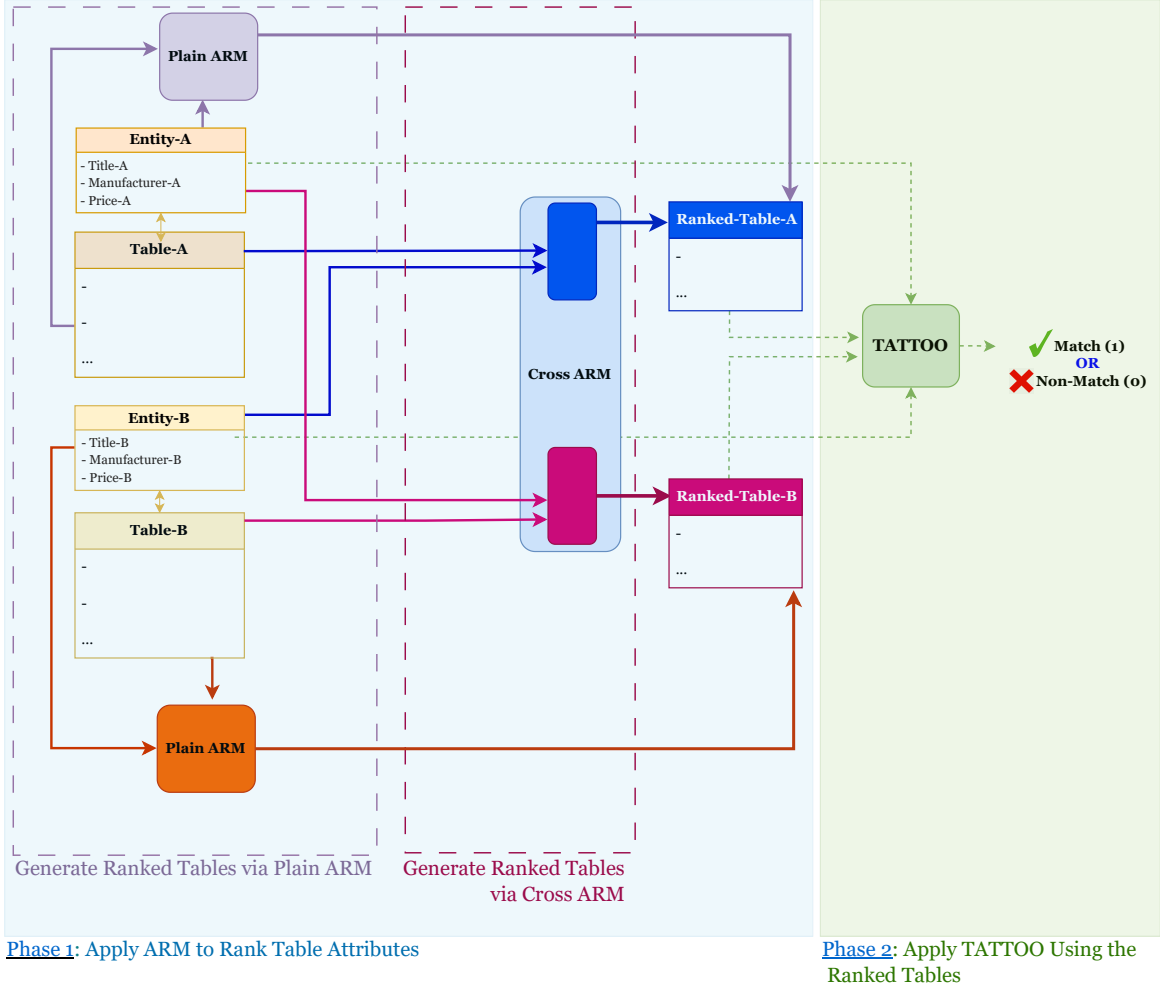 Plain ARM
Entity-A
- Title-A
- Manufacturer-A
- Price-A
Table-A
-
-
...
Entity-B
- Title-B
- Manufacturer-B
- Price-B
Table-B
-
-
...
Plain ARM
Generate Ranked Tables via Plain ARM
Cross ARM
Generate Ranked Tables
via Cross ARM
Ranked-Table-A
-
...
Ranked-Table-B
-
...
Phase 1: Apply ARM to Rank Table Attributes
TATTOO
Match (1)
OR
Non-Match (0)
Phase 2: Apply TATTOO Using the
Ranked Tables